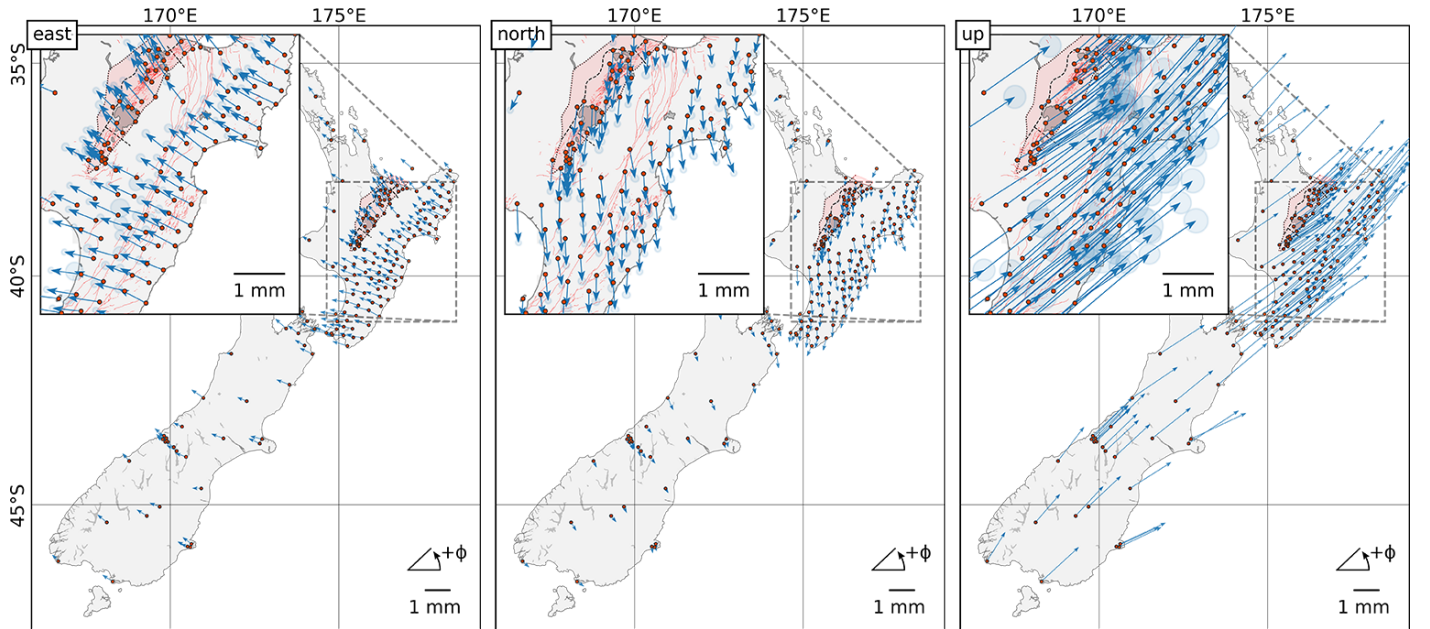 170°E 175°E 170°E 175°E 170°E 175°E
east north up
35°S
40°S
45°S
1 mm 1 mm 1 mm
+ϕ +ϕ +ϕ
1 mm 1 mm 1 mm